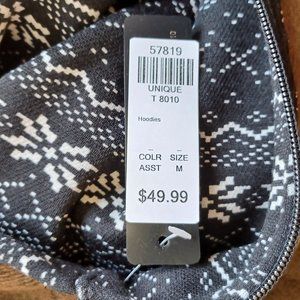 57819
UNIQUE
T 8010
Hoodies
– –
COLR SIZE
ASST M
$49.99